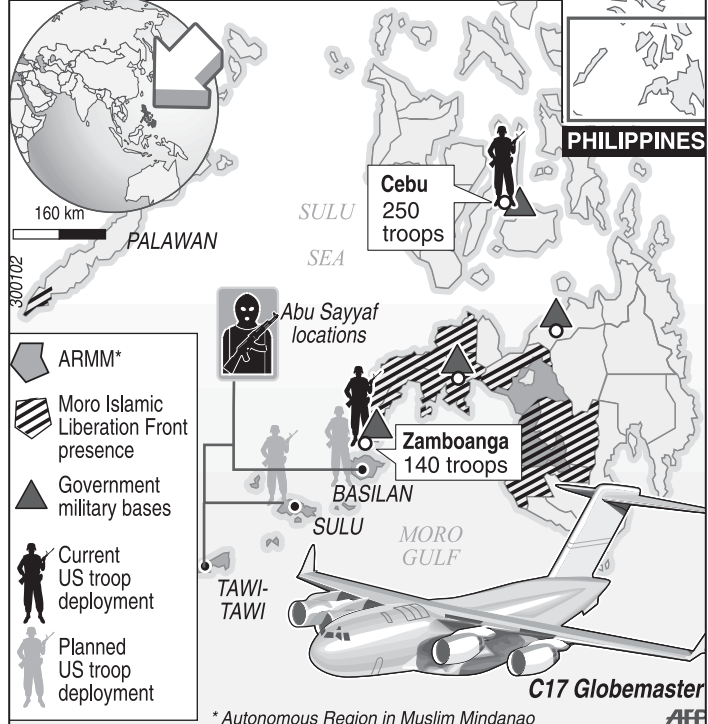 PHILIPPINES
Cebu
250
troops
SULU
SEA
160 km
PALAWAN
300102
Abu Sayyaf
locations
ARMM*
Moro Islamic
Liberation Front
presence
Government
military bases
Current
US troop
deployment
Planned
US troop
deployment
Zamboanga
140 troops
BASILAN
SULU
MORO
GULF
TAWI-
TAWI
C17 Globemaster
* Autonomous Region in Muslim Mindanao
AFP